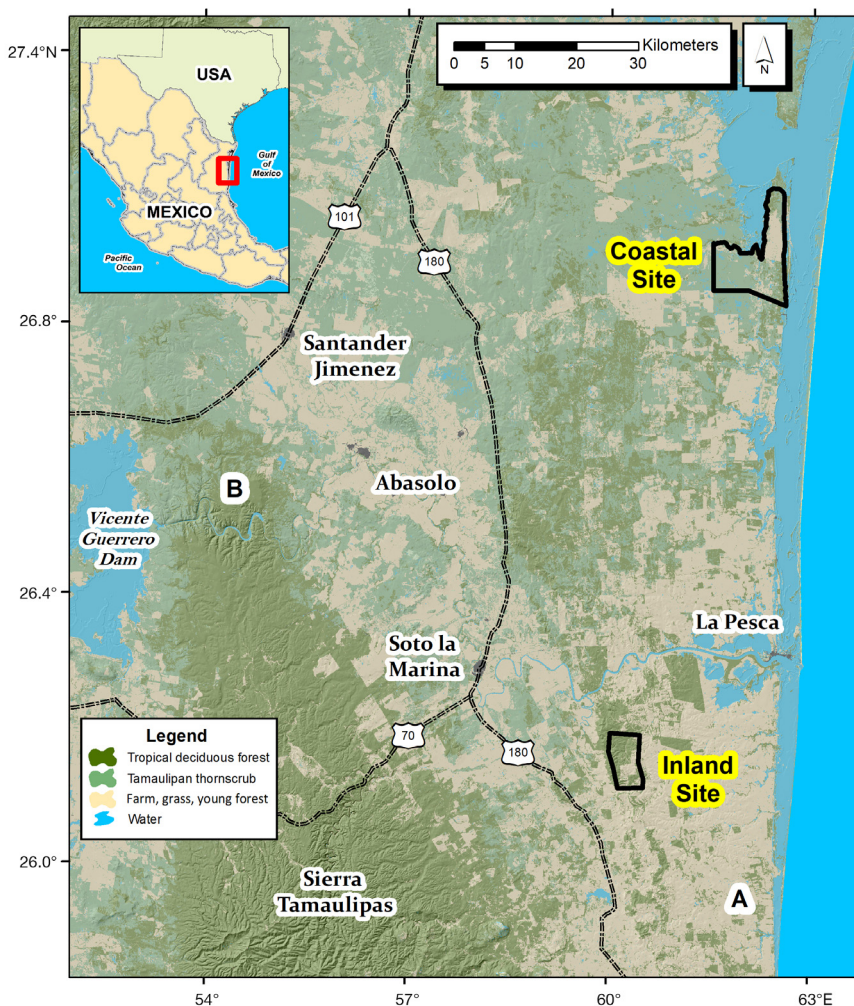 27.4°N
26.8°
26.4°
26.0°
54°
57°
60°
63°E
USA
MEXICO
Gulf
of
Mexico
Pacific
Ocean
Kilometers
0 5 10 20 30
N
101
180
Coastal
Site
Santander
Jimenez
B
Abasolo
Vicente
Guerrero
Dam
La Pesca
Soto la
Marina
70
180
Inland
Site
Legend
Tropical deciduous forest
Tamaulipan thornscrub
Farm, grass, young forest
Water
Sierra
Tamaulipas
A